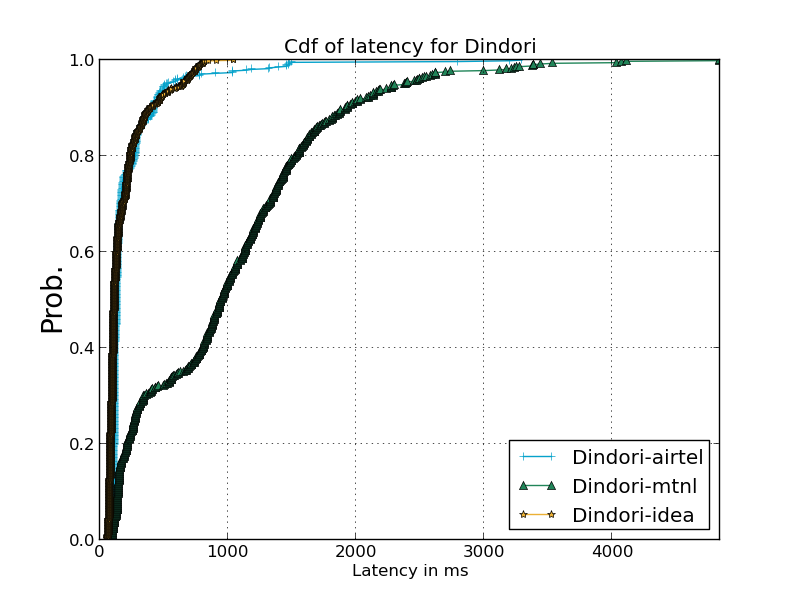 Cdf of latency for Dindori
1.0
0.8
0.6
0.4
0.2
0.0
Prob.
0 1000 2000 3000 4000
Latency in ms
Dindori-airtel
Dindori-mtnl
Dindori-idea